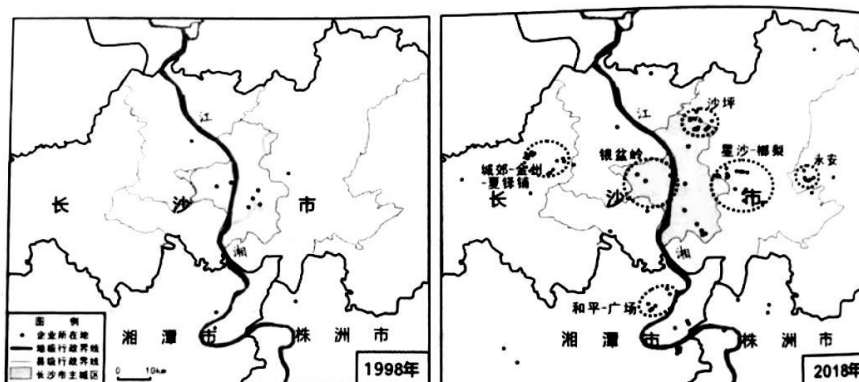 江
长 沙 市
湘
湘 潭 市 株 洲 市
图 例
企业所在地
地级行政界线
县级行政界线
长沙市主城区
0 10km
1998年
沙坪
江
银盆岭
星沙-㮾梨
永安
城郊-金州
-夏铎铺
长 沙 市
湘
和平-广场
湘 潭 市 株 洲 市
2018年